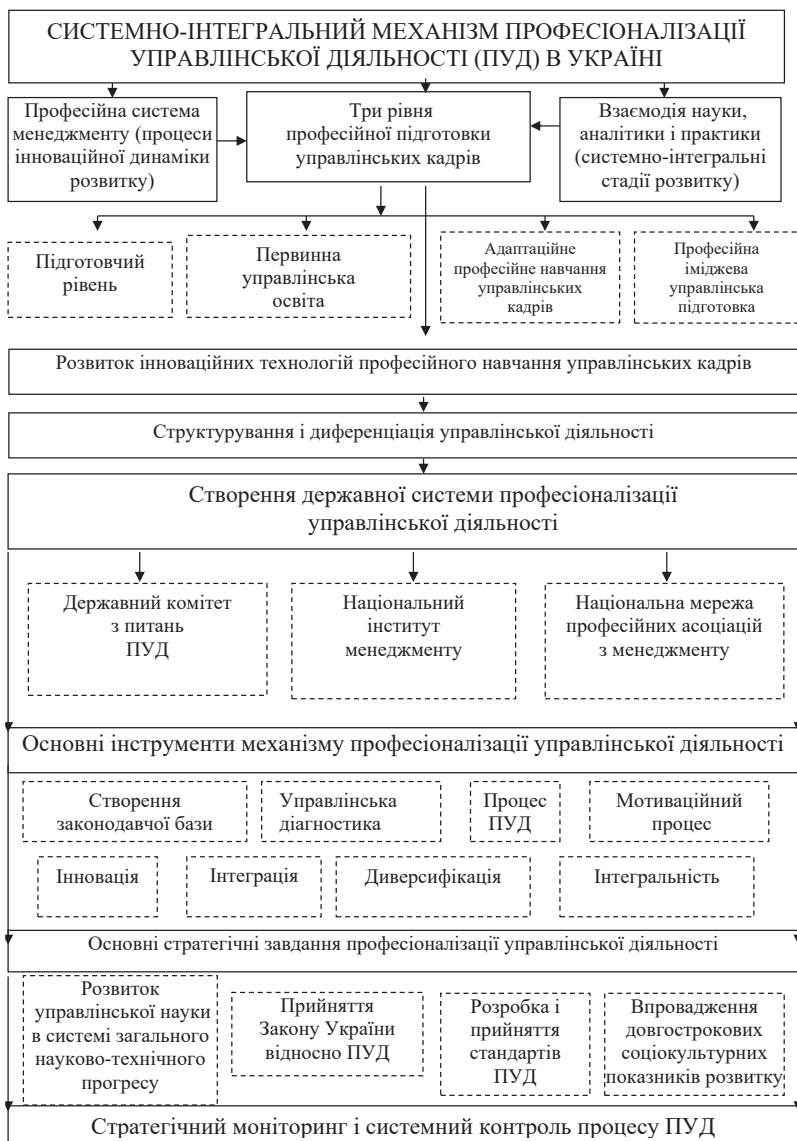 СИСТЕМНО-ІНТЕГРАЛЬНИЙ МЕХАНІЗМ ПРОФЕСІОНАЛІЗАЦІЇ
УПРАВЛІНСЬКОЇ ДІЯЛЬНОСТІ (ПУД) В УКРАЇНІ
Професійна система
менеджменту (процеси
інноваційної динаміки
розвитку)
Три рівня
професійної підготовки
управлінських кадрів
Взаємодія науки,
аналітики і практики
(системно-інтегральні
стадії розвитку)
Підготовчий
рівень
Первинна
управлінська
освіта
Адаптаційне
професійне навчання
управлінських
кадрів
Професійна
іміджева
управлінська
підготовка
Розвиток інноваційних технологій професійного навчання управлінських кадрів
Структурування і диференціація управлінської діяльності
Створення державної системи професіоналізації
управлінської діяльності
Державний комітет
з питань
ПУД
Національний
інститут
менеджменту
Національна мережа
професійних асоціацій
з менеджменту
Основні інструменти механізму професіоналізації управлінської діяльності
Створення
законодавчої бази
Управлінська
діагностика
Процес
ПУД
Мотиваційний
процес
Інновація
Інтеграція
Диверсифікація
Інтегральність
Основні стратегічні завдання професіоналізації управлінської діяльності
Розвиток
управлінської науки
в системі загального
науково-технічного
прогресу
Прийняття
Закону України
відносно ПУД
Розробка і
прийняття
стандартів
ПУД
Впровадження
довгострокових
соціокультурних
показників розвитку
Стратегічний моніторинг і системний контроль процесу ПУД